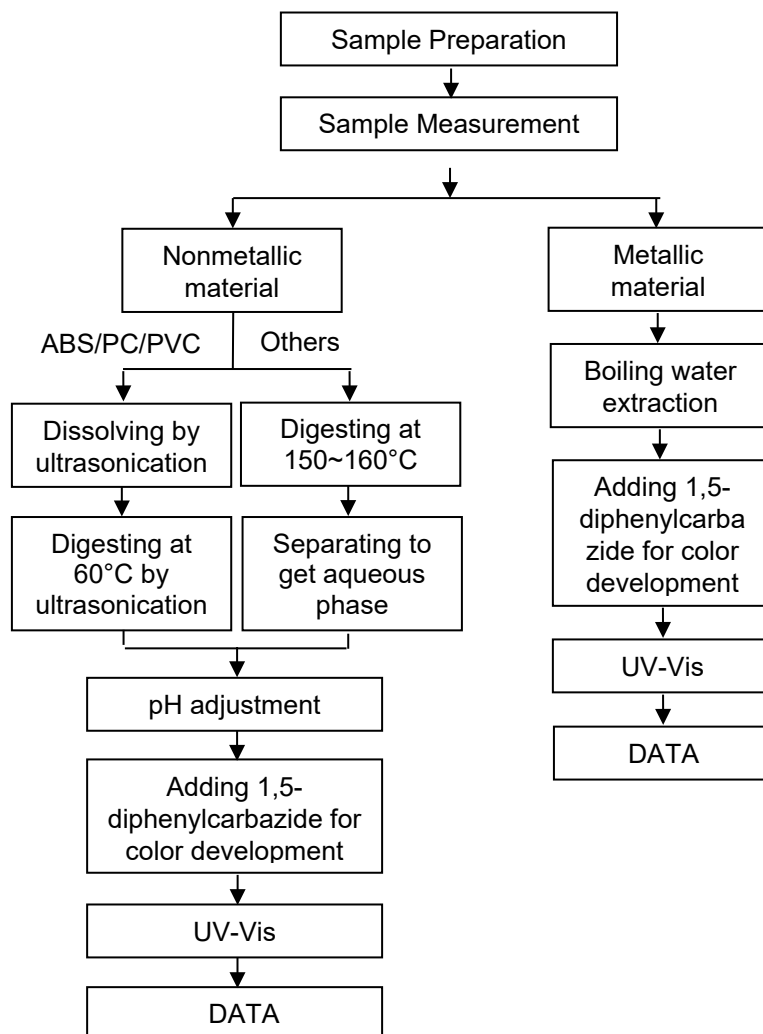 Sample Preparation
Sample Measurement
Nonmetallic
material
Metallic
material
ABS/PC/PVC
Others
Boiling water
extraction
Dissolving by
ultrasonication
Digesting at
150~160°C
Adding 1,5-
diphenylcarba
zide for color
development
Digesting at
60°C by
ultrasonication
Separating to
get aqueous
phase
UV-Vis
pH adjustment
DATA
Adding 1,5-
diphenylcarbazide for
color development
UV-Vis
DATA